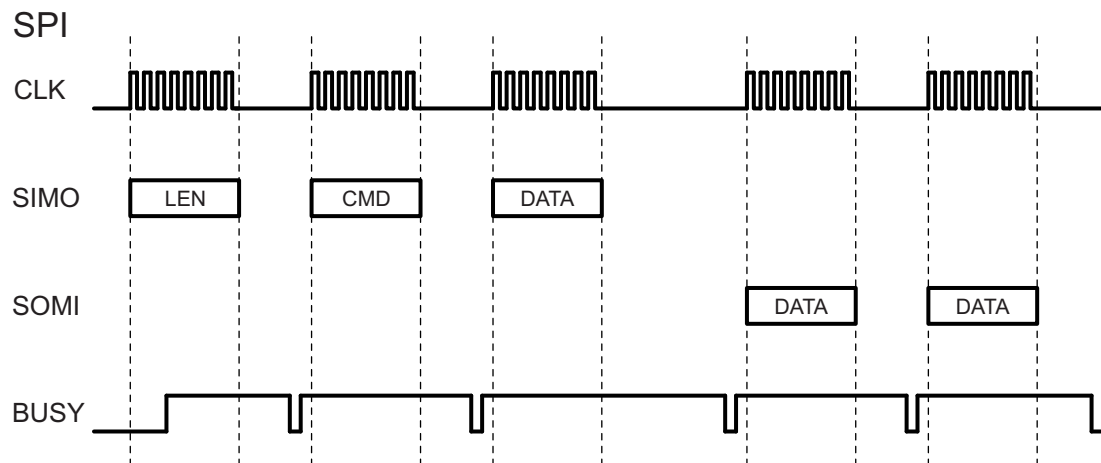 SPI
CLK
SIMO LEN CMD DATA
SOMI DATA DATA
BUSY